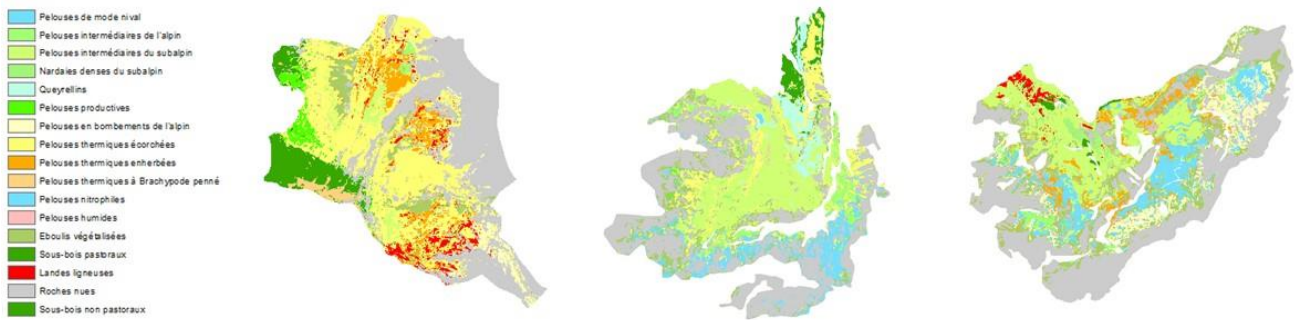 Pelouses de mode nival
Pelouses intermédiaires de l'alpin
Pelouses intermédiaires du subalpin
Nardaies denses du subalpin
Queyrellins
Pelouses productives
Pelouses en bombements de l'alpin
Pelouses thermiques écorchées
Pelouses thermiques enherbées
Pelouses thermiques à Brachypode penné
Pelouses nitrophiles
Pelouses humides
Eboulis végétalisées
Sous-bois pastoraux
Landes ligneuses
Roches nues
Sous-bois non pastoraux